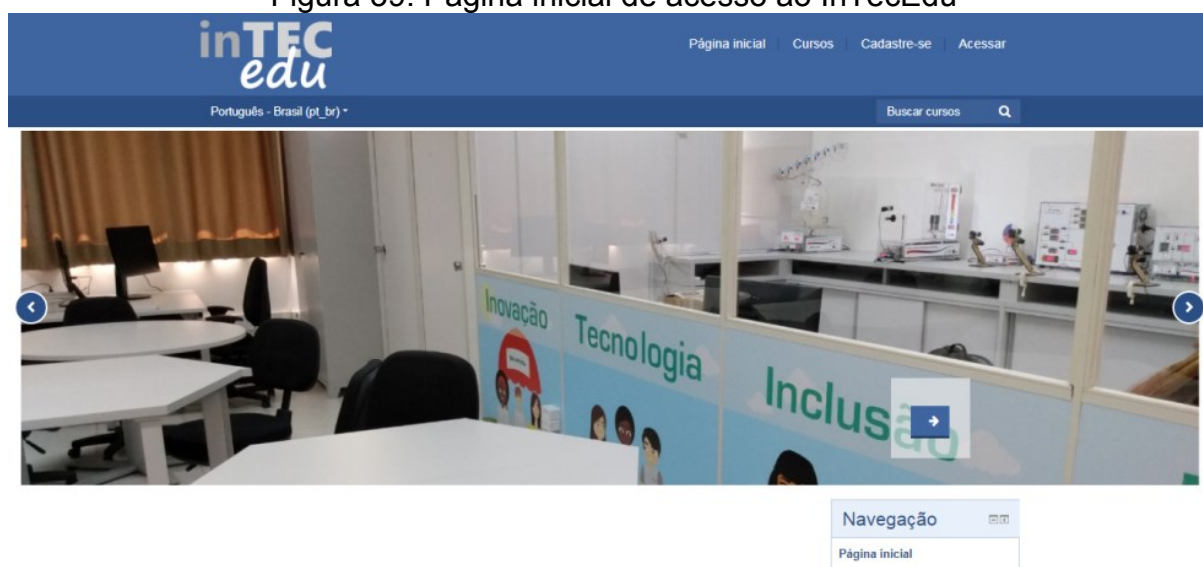 Figura 69: Página inicial de acesso ao InTecEdu
inTEC
edu
Página inicial Cursos Cadastre-se Acessar
Português - Brasil (pt_br)
Buscar cursos
Inovação
Tecnologia
Inclusão
Navegação
Página inicial